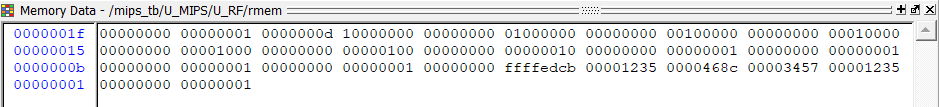 Memory Data - /mips_tb/U_MIPS/U_RF/rmem
0000001f 00000000 00000001 0000000d 10000000 00000000 01000000 00000000 00100000 00000000 00010000
00000015 00000000 00001000 00000000 00000100 00000000 00000010 00000000 00000001 00000000 00000001
0000000b 00000000 00000001 00000000 00000001 00000000 ffffedcb 00001235 0000468c 00003457 00001235
00000001 00000000 00000001